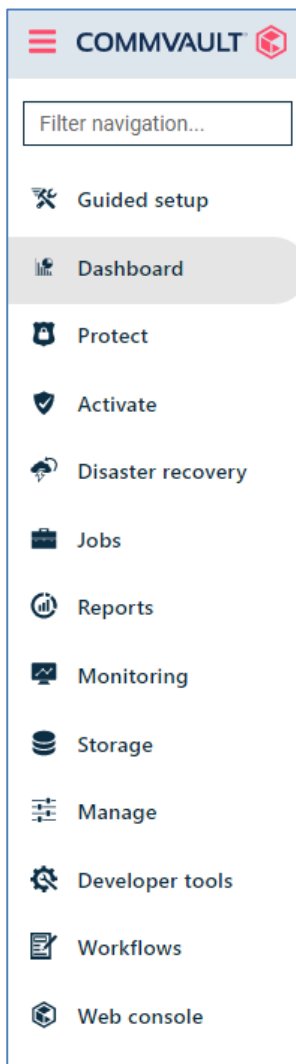 COMMVAULT
Filter navigation...
Guided setup
Dashboard
Protect
Activate
Disaster recovery
Jobs
Reports
Monitoring
Storage
Manage
Developer tools
Workflows
Web console